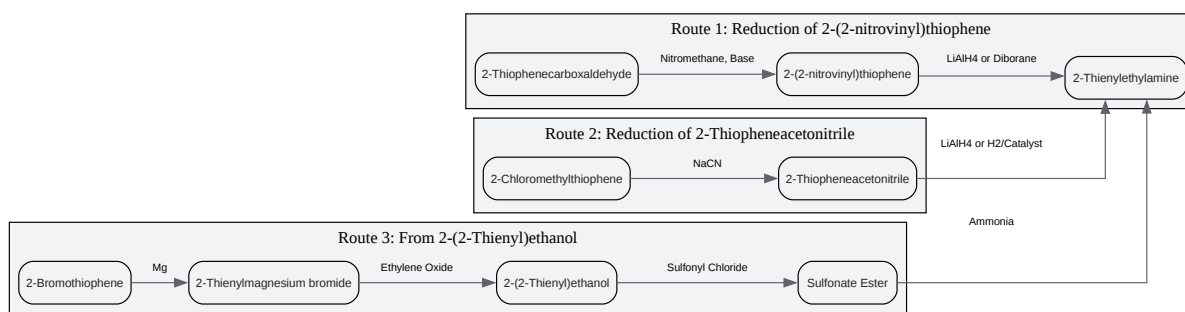 Route 1: Reduction of 2-(2-nitrovinyl)thiophene
2-Thiophenecarboxaldehyde
Nitromethane, Base
2-(2-nitrovinyl)thiophene
LiAlH4 or Diborane
2-Thienylethylamine
Route 2: Reduction of 2-Thiopheneacetonitrile
2-Chloromethylthiophene
NaCN
2-Thiopheneacetonitrile
LiAlH4 or H2/Catalyst
Route 3: From 2-(2-Thienyl)ethanol
2-Bromothiophene
Mg
2-Thienylmagnesium bromide
Ethylene Oxide
2-(2-Thienyl)ethanol
Sulfonyl Chloride
Sulfonate Ester
Ammonia